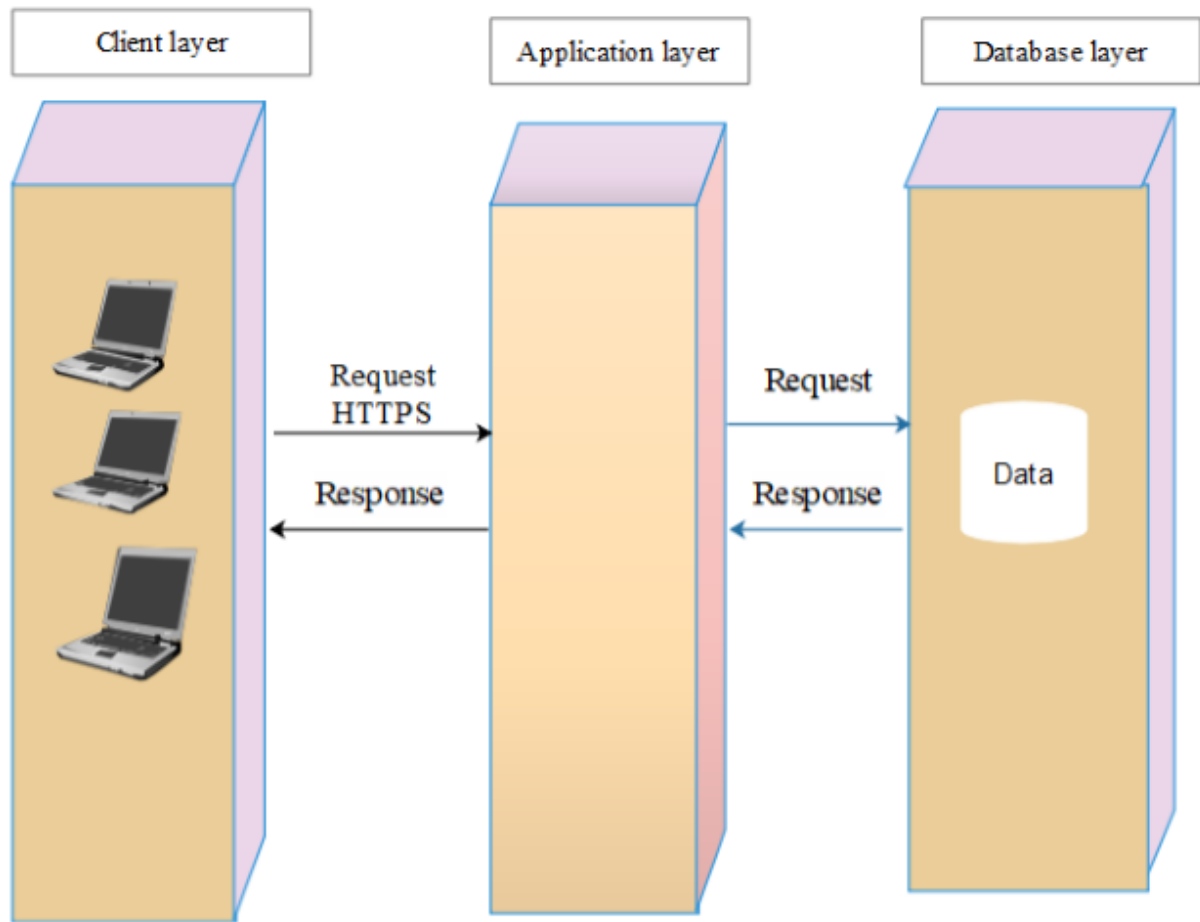 Client layer
Application layer
Database layer
Request
HTTPS
Response
Request
Response
Data